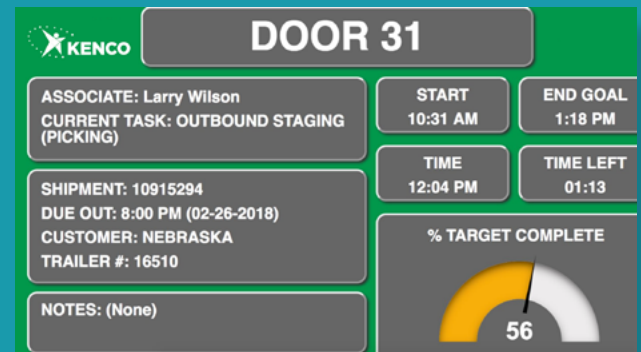 KENCO
DOOR 31
ASSOCIATE: Larry Wilson
CURRENT TASK: OUTBOUND STAGING
(PICKING)
START
10:31 AM
END GOAL
1:18 PM
TIME
12:04 PM
TIME LEFT
01:13
SHIPMENT: 10915294
DUE OUT: 8:00 PM (02-26-2018)
CUSTOMER: NEBRASKA
TRAILER #: 16510
NOTES: (None)
% TARGET COMPLETE
56